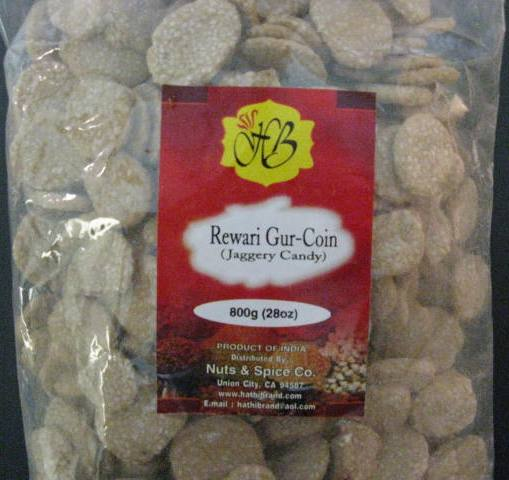 HB
Rewari Gur-Coin
(Jaggery Candy)
800g (28oz)
PRODUCT OF INDIA
Distributed By:
Nuts & Spice Co.
Union City, CA 94587
www.hathibrand.com
E.mail : hathibrand@aol.com